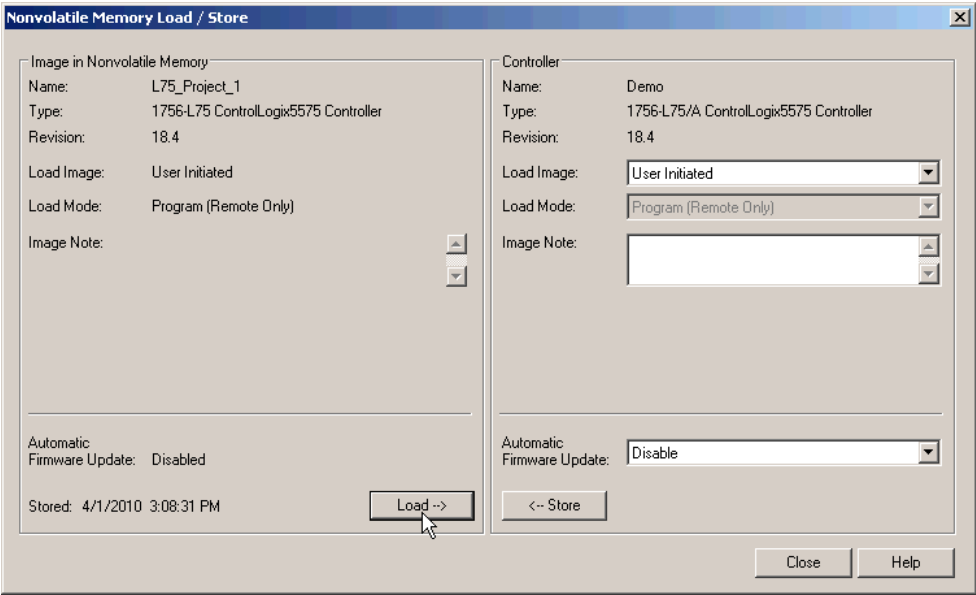 Nonvolatile Memory Load / Store
Image in Nonvolatile Memory
Name: L75_Project_1
Type: 1756-L75 ControlLogix5575 Controller
Revision: 18.4
Load Image: User Initiated
Load Mode: Program (Remote Only)
Image Note:
Automatic
Firmware Update: Disabled
Stored: 4/1/2010 3:08:31 PM
Load -->
Controller
Name: Demo
Type: 1756-L75/A ControlLogix5575 Controller
Revision: 18.4
Load Image: User Initiated
Load Mode: Program (Remote Only)
Image Note:
Automatic
Firmware Update: Disable
<-- Store
Close
Help